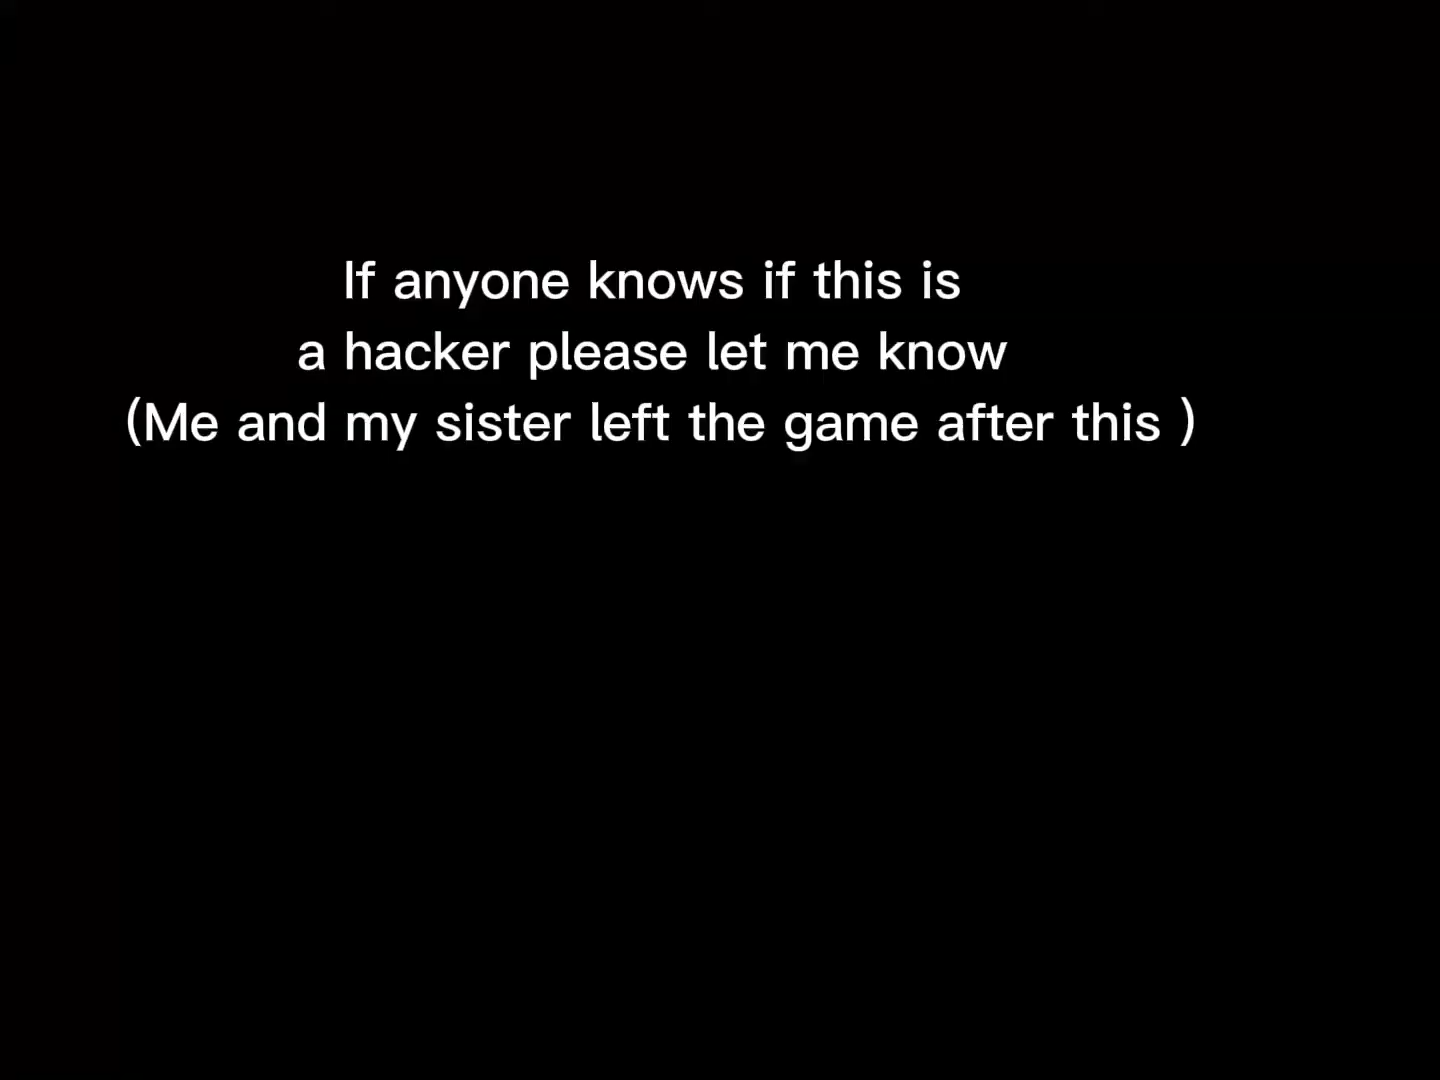 If anyone knows if this is
a hacker please let me know
(Me and my sister left the game after this )